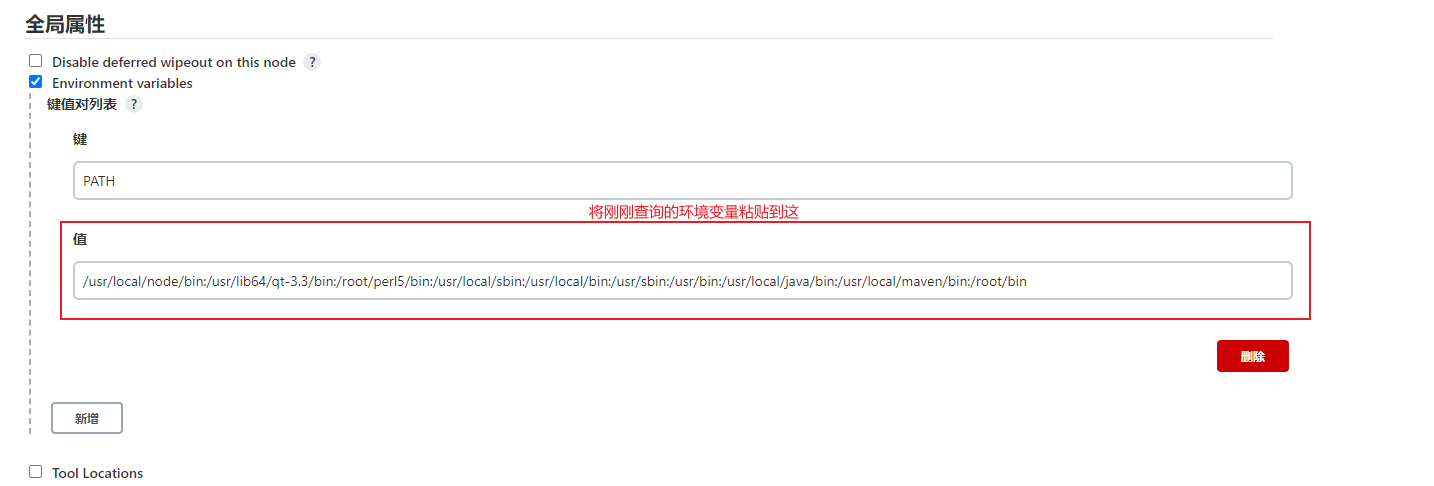 全局属性
Disable deferred wipeout on this node ?
Environment variables
键值对列表 ?
键
PATH
将刚刚查询的环境变量粘贴到这
值
/usr/local/node/bin:/usr/lib64/qt-3.3/bin:/root/perl5/bin:/usr/local/sbin:/usr/local/bin:/usr/sbin:/usr/bin:/usr/local/java/bin:/usr/local/maven/bin:/root/bin
删除
新增
Tool Locations